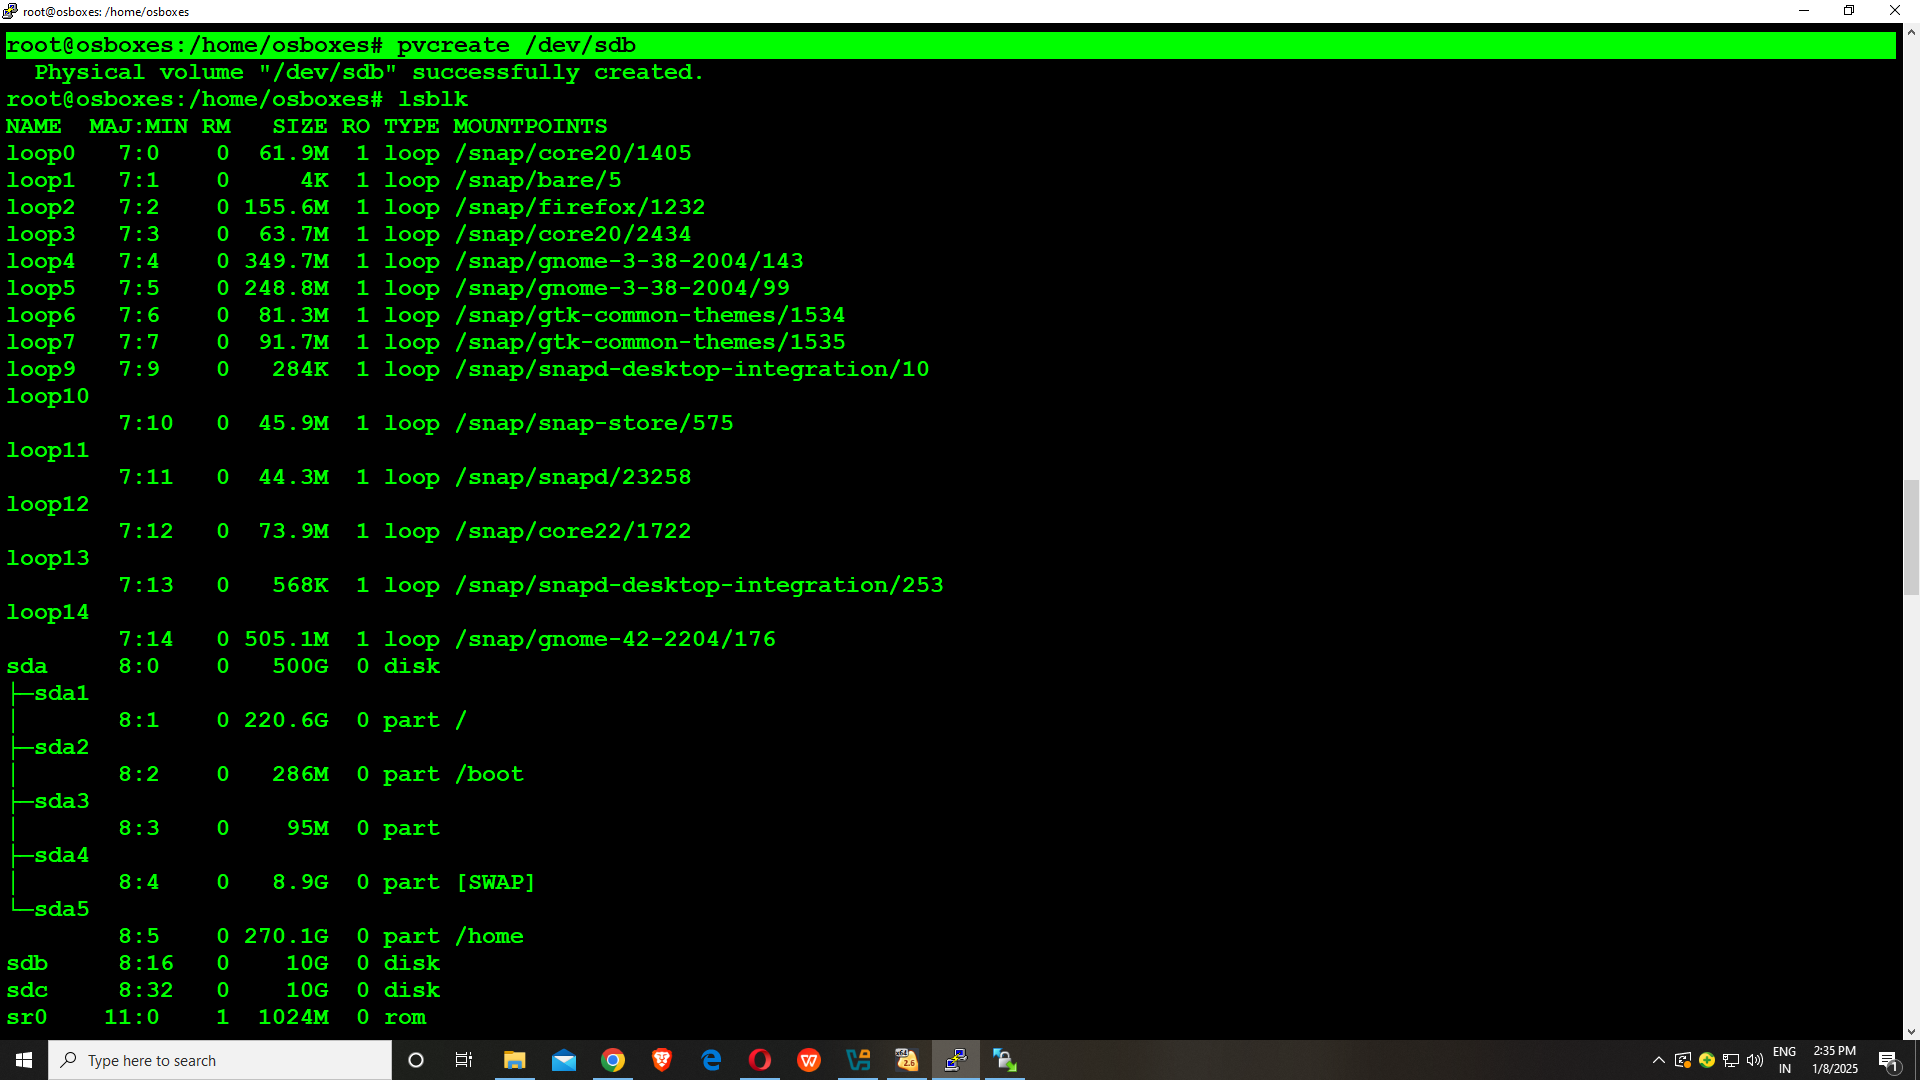 root@osboxes: /home/osboxes
root@osboxes:/home/osboxes# pvcreate /dev/sdb
  Physical volume "/dev/sdb" successfully created.
root@osboxes:/home/osboxes# lsblk
NAME  MAJ:MIN RM   SIZE RO TYPE MOUNTPOINTS
loop0   7:0    0  61.9M  1 loop /snap/core20/1405
loop1   7:1    0     4K  1 loop /snap/bare/5
loop2   7:2    0 155.6M  1 loop /snap/firefox/1232
loop3   7:3    0  63.7M  1 loop /snap/core20/2434
loop4   7:4    0 349.7M  1 loop /snap/gnome-3-38-2004/143
loop5   7:5    0 248.8M  1 loop /snap/gnome-3-38-2004/99
loop6   7:6    0  81.3M  1 loop /snap/gtk-common-themes/1534
loop7   7:7    0  91.7M  1 loop /snap/gtk-common-themes/1535
loop9   7:9    0   284K  1 loop /snap/snapd-desktop-integration/10
loop10
        7:10   0  45.9M  1 loop /snap/snap-store/575
loop11
        7:11   0  44.3M  1 loop /snap/snapd/23258
loop12
        7:12   0  73.9M  1 loop /snap/core22/1722
loop13
        7:13   0   568K  1 loop /snap/snapd-desktop-integration/253
loop14
        7:14   0 505.1M  1 loop /snap/gnome-42-2204/176
sda     8:0    0   500G  0 disk
├─sda1
│       8:1    0 220.6G  0 part /
├─sda2
│       8:2    0   286M  0 part /boot
├─sda3
│       8:3    0    95M  0 part
├─sda4
│       8:4    0   8.9G  0 part [SWAP]
└─sda5
        8:5    0 270.1G  0 part /home
sdb     8:16   0    10G  0 disk
sdc     8:32   0    10G  0 disk
sr0    11:0    1  1024M  0 rom
Type here to search
x64
2.6
ENG
IN
2:35 PM
1/8/2025
1